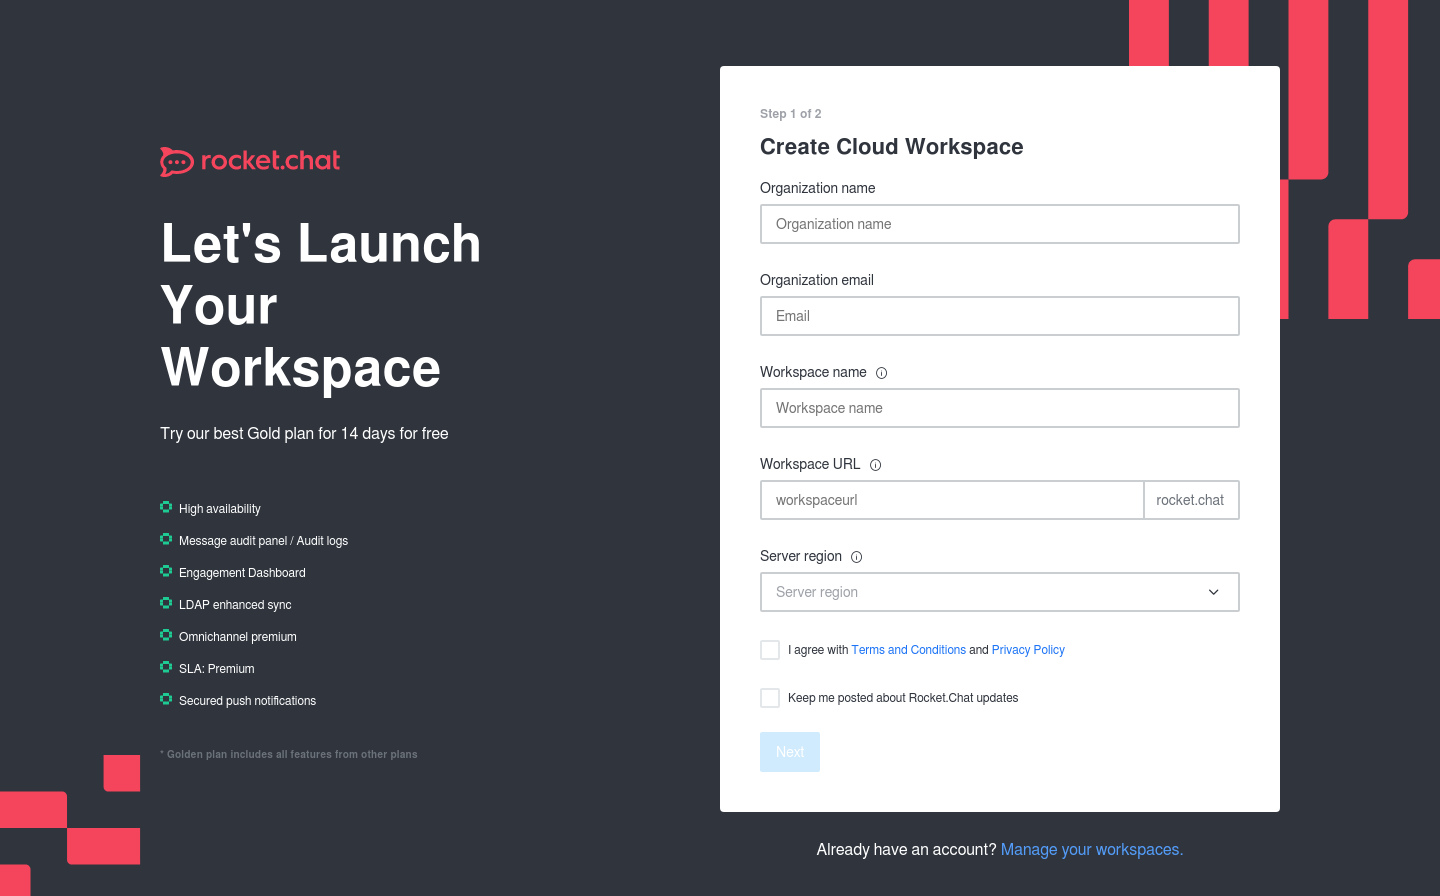 rocket.chat
Let's Launch
Your
Workspace
Try our best Gold plan for 14 days for free
High availability
Message audit panel / Audit logs
Engagement Dashboard
LDAP enhanced sync
Omnichannel premium
SLA: Premium
Secured push notifications
* Golden plan includes all features from other plans
Step 1 of 2
Create Cloud Workspace
Organization name
Organization name
Organization email
Email
Workspace name
Workspace name
Workspace URL
workspaceurl rocket.chat
Server region
Server region
I agree with Terms and Conditions and Privacy Policy
Keep me posted about Rocket.Chat updates
Next
Already have an account? Manage your workspaces.